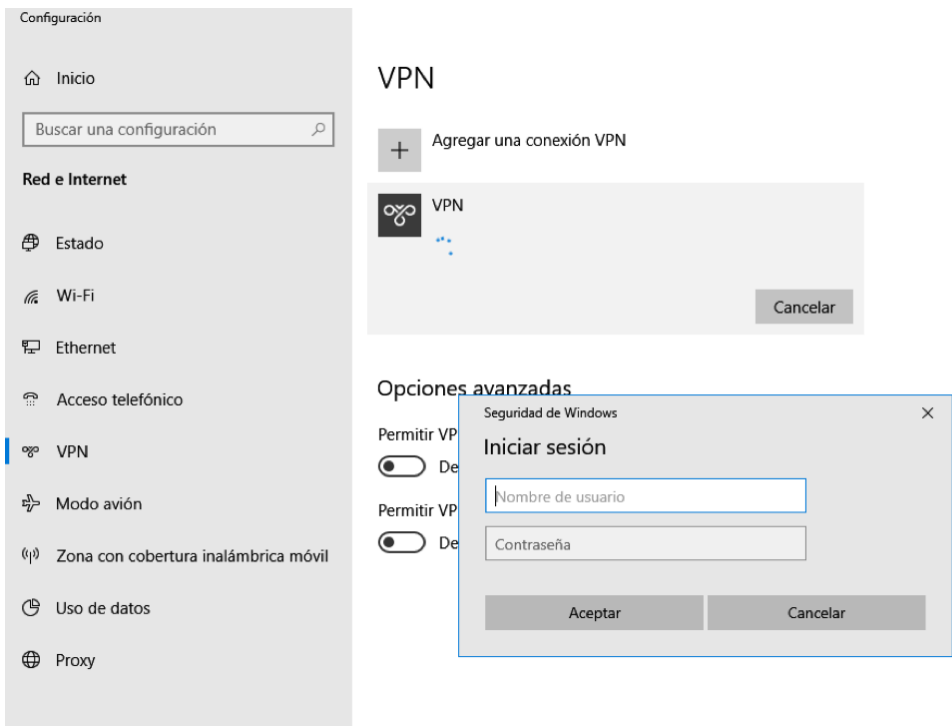 Configuración
Inicio
Buscar una configuración
Red e Internet
Estado
Wi-Fi
Ethernet
Acceso telefónico
VPN
Modo avión
Zona con cobertura inalámbrica móvil
Uso de datos
Proxy
VPN
Agregar una conexión VPN
VPN
Cancelar
Opciones avanzadas
Permitir VP
De
Permitir VP
De
Seguridad de Windows
Iniciar sesión
Nombre de usuario
Contraseña
Aceptar
Cancelar